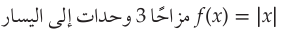 f(x) = |x| مزاحًا 3 وحدات إلى اليسار